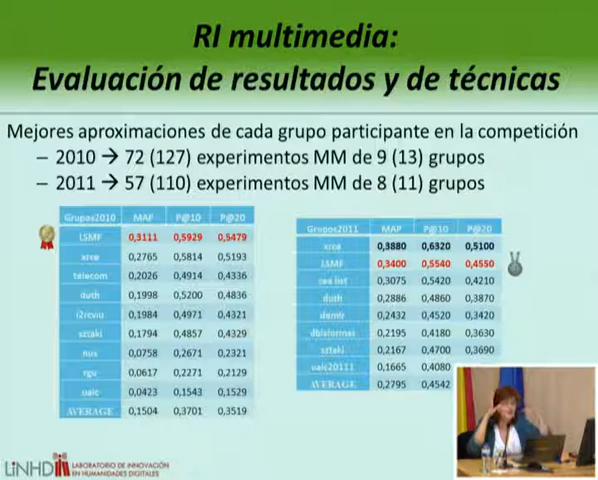 RI multimedia:
Evaluación de resultados y de técnicas
Mejores aproximaciones de cada grupo participante en la competición
– 2010 → 72 (127) experimentos MM de 9 (13) grupos
– 2011 → 57 (110) experimentos MM de 8 (11) grupos
Grupos2010 MAP P@10 P@20
LSMF 0,3111 0,5929 0,5479
xrce 0,2765 0,5814 0,5193
telecom 0,2026 0,4914 0,4336
duth 0,1998 0,5200 0,4836
i2rcviu 0,1984 0,4971 0,4321
sztaki 0,1794 0,4857 0,4329
nus 0,0758 0,2671 0,2321
rgu 0,0617 0,2271 0,2129
uaic 0,0423 0,1543 0,1529
AVERAGE 0,1504 0,3701 0,3519
Grupos2011 MAP P@10 P@20
xrce 0,3880 0,6320 0,5100
LSMF 0,3400 0,5540 0,4550
cea list 0,3075 0,5420 0,4210
duth 0,2886 0,4860 0,3870
demir 0,2432 0,4520 0,3420
dbisformat 0,2195 0,4180 0,3630
sztaki 0,2167 0,4700 0,3690
uaic2011 0,1665 0,4080
AVERAGE 0,2795 0,4542
LINHD
LABORATORIO DE INNOVACIÓN
EN HUMANIDADES DIGITALES